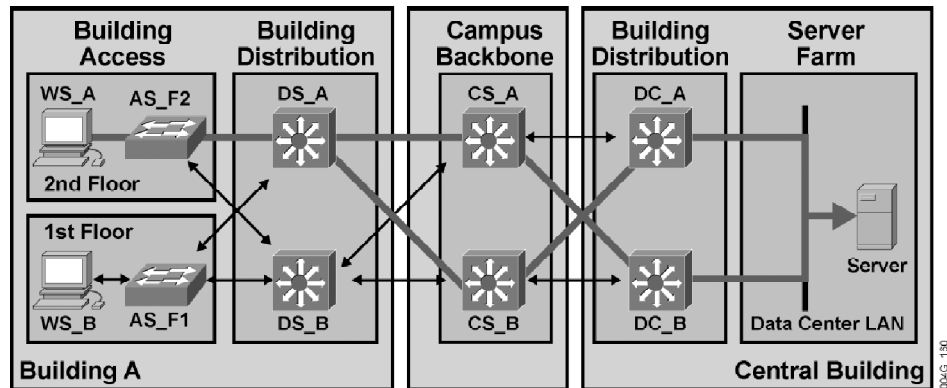 Building Access
Building Distribution
Campus Backbone
Building Distribution
Server Farm
WS_A
AS_F2
DS_A
CS_A
DC_A
2nd Floor
1st Floor
Server
WS_B
AS_F1
DS_B
CS_B
DC_B
Data Center LAN
Building A
Central Building